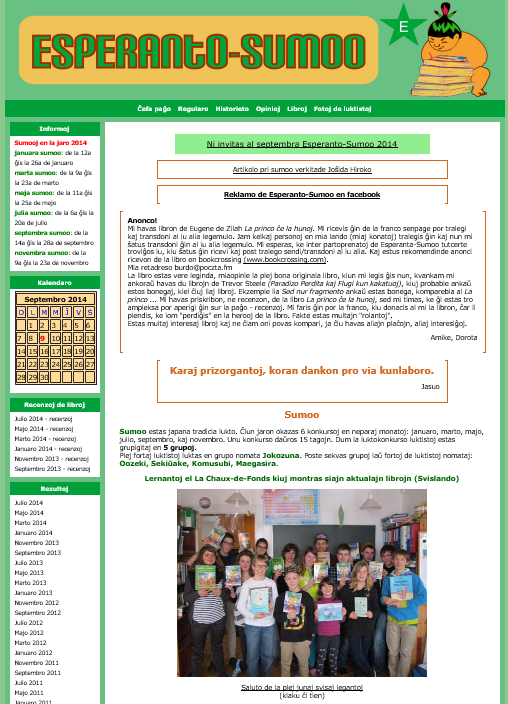 ESPERANTO-SUMOO
E
Ĉefa paĝo Regularo Historieto Opinioj Libroj Fotoj de luktistoj
Informoj
Sumooj en la jaro 2014
januara sumoo: de la 12a
ĝis la 26a de januaro
marta sumoo: de la 9a ĝis
la 23a de marto
maja sumoo: de la 11a ĝis
la 25a de majo
julia sumoo: de la 6a ĝis la
20a de julio
septembra sumoo: de la
14a ĝis la 28a de septembro
novembra sumoo: de la
9a ĝis la 23a de novembro
Kalendaro
Septembro 2014
D L M M Ĵ V S
1 2 3 4 5 6
7 8 9 10 11 12 13
14 15 16 17 18 19 20
21 22 23 24 25 26 27
28 29 30
Recenzoj de libroj
Julio 2014 - recenzoj
Majo 2014 - recenzoj
Marto 2014 - recenzoj
Januaro 2014 - recenzoj
Novembro 2013 - recenzoj
Septembro 2013 - recenzoj
Rezultoj
Julio 2014
Majo 2014
Marto 2014
Januaro 2014
Novembro 2013
Septembro 2013
Julio 2013
Majo 2013
Marto 2013
Januaro 2013
Novembro 2012
Septembro 2012
Julio 2012
Majo 2012
Marto 2012
Januaro 2012
Novembro 2011
Septembro 2011
Julio 2011
Majo 2011
Januaro 2011
Ni invitas al septembra Esperanto-Sumoo 2014
Artikolo pri sumoo verkitade Joŝida Hiroko
Reklamo de Esperanto-Sumoo en facebook
Anonco!
Mi havas libron de Eugene de Zilah La princo ĉe la hunoj. Mi ricevis ĝin de la franco senpage por tralegi
kaj transdoni al iu alia legemulo. Jam kelkaj personoj en mia lando (miaj konatoj) tralegis ĝin kaj nun mi
ŝatus transdoni ĝin al iu alia legemulo. Mi esperas, ke inter partoprenatoj de Esperanta-Sumoo tutcerte
troviĝos iu, kiu ŝatus ĝin ricevi kaj post tralego sendi/transdoni al iu alia. Kaj estus rekomendinde anonci
ricevon de la libro en bookcrossing (www.bookcrossing.com).
Mia retadreso burdo@poczta.fm
La libro estas vere leginda, miaopinie la plej bona originala libro, kiun mi legis ĝis nun, kvankam mi
ankoraŭ havas du librojn de Trevor Steele (Paradizo Perdita kaj Flugi kun kakatuoj), kiuj probable ankaŭ
estos bonegaj, kiel ĉiuj liaj libroj. Ekzemple lia Sed nur fragmento ankaŭ estas bonega, komparebla al La
princo ... Mi havas priskribon, ne recenzon, de la libro La princo ĉe la hunoj, sed mi timas, ke ĝi estas tro
ampleksa por aperigi ĝin sur la paĝo - recenzoj. Mi faris ĝin por la franco, kiu donacis al mi la libron, ĉar li
plendis, ke iom "perdiĝis" en la herooj de la libro. Fakte estas multajn "rolantoj".
Estas multaj interesaj libroj kaj ne ĉiam oni povas kompari, ja ĉiu havas aliajn plaĉojn, aliaj interesiĝoj.
Amike, Dorota
Karaj prizorgantoj, koran dankon pro via kunlaboro.
Jasuo
Sumoo
Sumoo estas japana tradicia lukto. Ĉiun jaron okazas 6 konkursoj en neparaj monatoj: januaro, marto, majo,
julio, septembro, kaj novembro. Unu konkurso daŭros 15 tagojn. Dum la luktokonkurso luktistoj estas
grupigitaj en 5 grupoj.
Plej fortaj luktistoj luktas en grupo nomata Jokozuna. Poste sekvas grupoj laŭ fortoj de luktistoj nomataj:
Oozeki, Sekiŭake, Komusubi, Maegasira.
Lernantoj el La Chaux-de-Fonds kiuj montras siajn aktualajn librojn (Svislando)
Saluto de la plej junaj svisaj legantoj
(klaku ĉi tien)